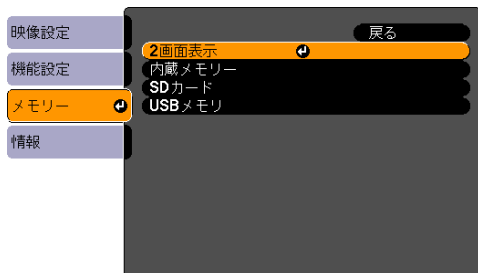 映像設定
機能設定
メモリー
情報
戻る
2画面表示
内蔵メモリー
SDカード
USBメモリ